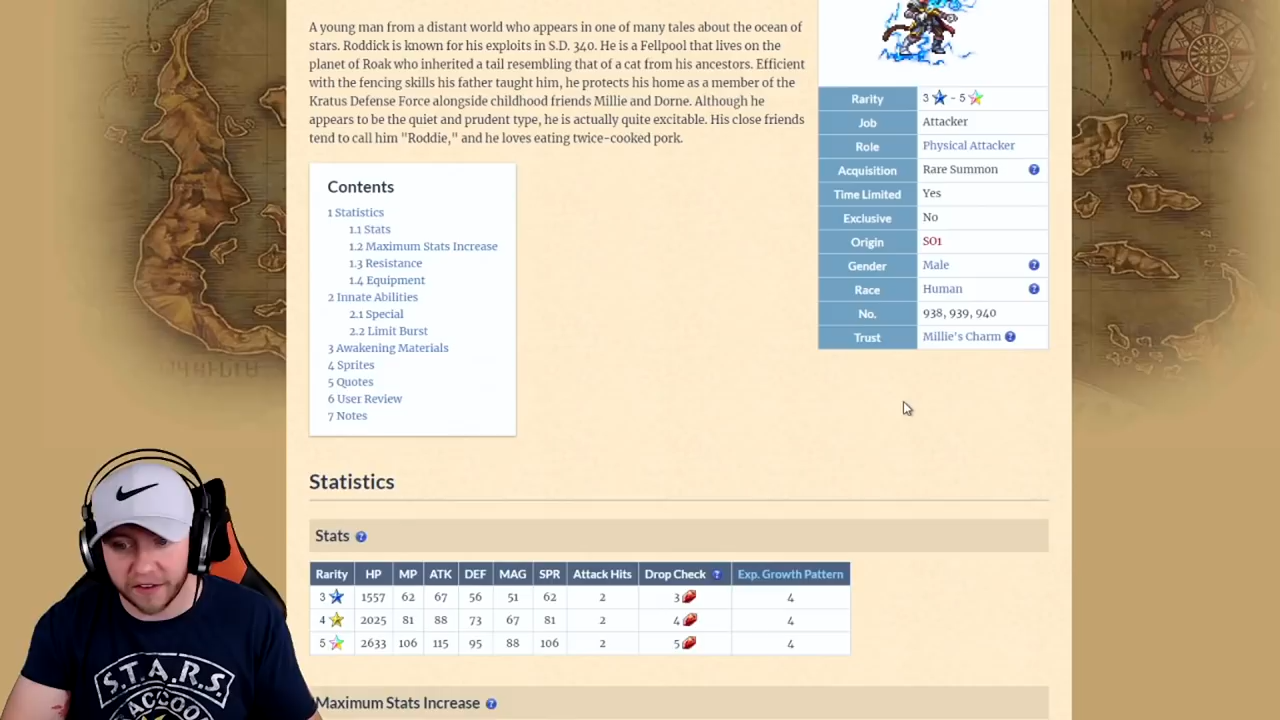 A young man from a distant world who appears in one of many tales about the ocean of
stars. Roddick is known for his exploits in S.D. 340. He is a Fellpool that lives on the
planet of Roak who inherited a tail resembling that of a cat from his ancestors. Efficient
with the fencing skills his father taught him, he protects his home as a member of the
Kratus Defense Force alongside childhood friends Millie and Dorne. Although he
appears to be the quiet and prudent type, he is actually quite excitable. His close friends
tend to call him "Roddie," and he loves eating twice-cooked pork.
Rarity 3 - 5
Job Attacker
Role Physical Attacker
Acquisition Rare Summon ?
Time Limited Yes
Exclusive No
Origin SO1
Gender Male ?
Race Human ?
No. 938, 939, 940
Trust Millie's Charm ?
Contents
1 Statistics
1.1 Stats
1.2 Maximum Stats Increase
1.3 Resistance
1.4 Equipment
2 Innate Abilities
2.1 Special
2.2 Limit Burst
3 Awakening Materials
4 Sprites
5 Quotes
6 User Review
7 Notes
Statistics
Stats ?
Rarity HP MP ATK DEF MAG SPR Attack Hits Drop Check ? Exp. Growth Pattern
3 1557 62 67 56 51 62 2 3 4
4 2025 81 88 73 67 81 2 4 4
5 2633 106 115 95 88 106 2 5 4
Maximum Stats Increase ?
S.T.A.R.S.
RACCOO